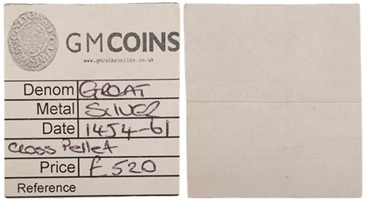 GMCOINS
www.gmcoinsonline.co.uk
Denom GROAT
Metal SILVER
Date 1454-61
Cross Pellet
Price £520
Reference